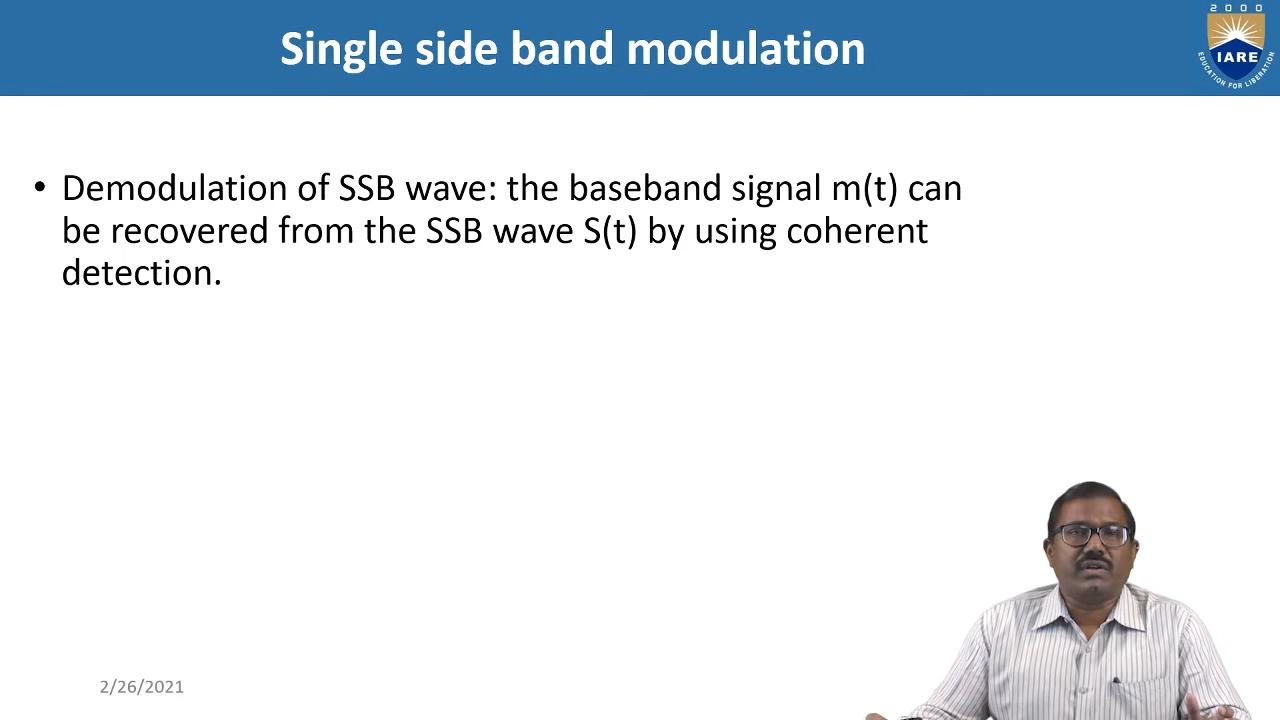 Single side band modulation
2000
IARE
EDUCATION FOR LIBERATION
• Demodulation of SSB wave: the baseband signal m(t) can
be recovered from the SSB wave S(t) by using coherent
detection.
2/26/2021